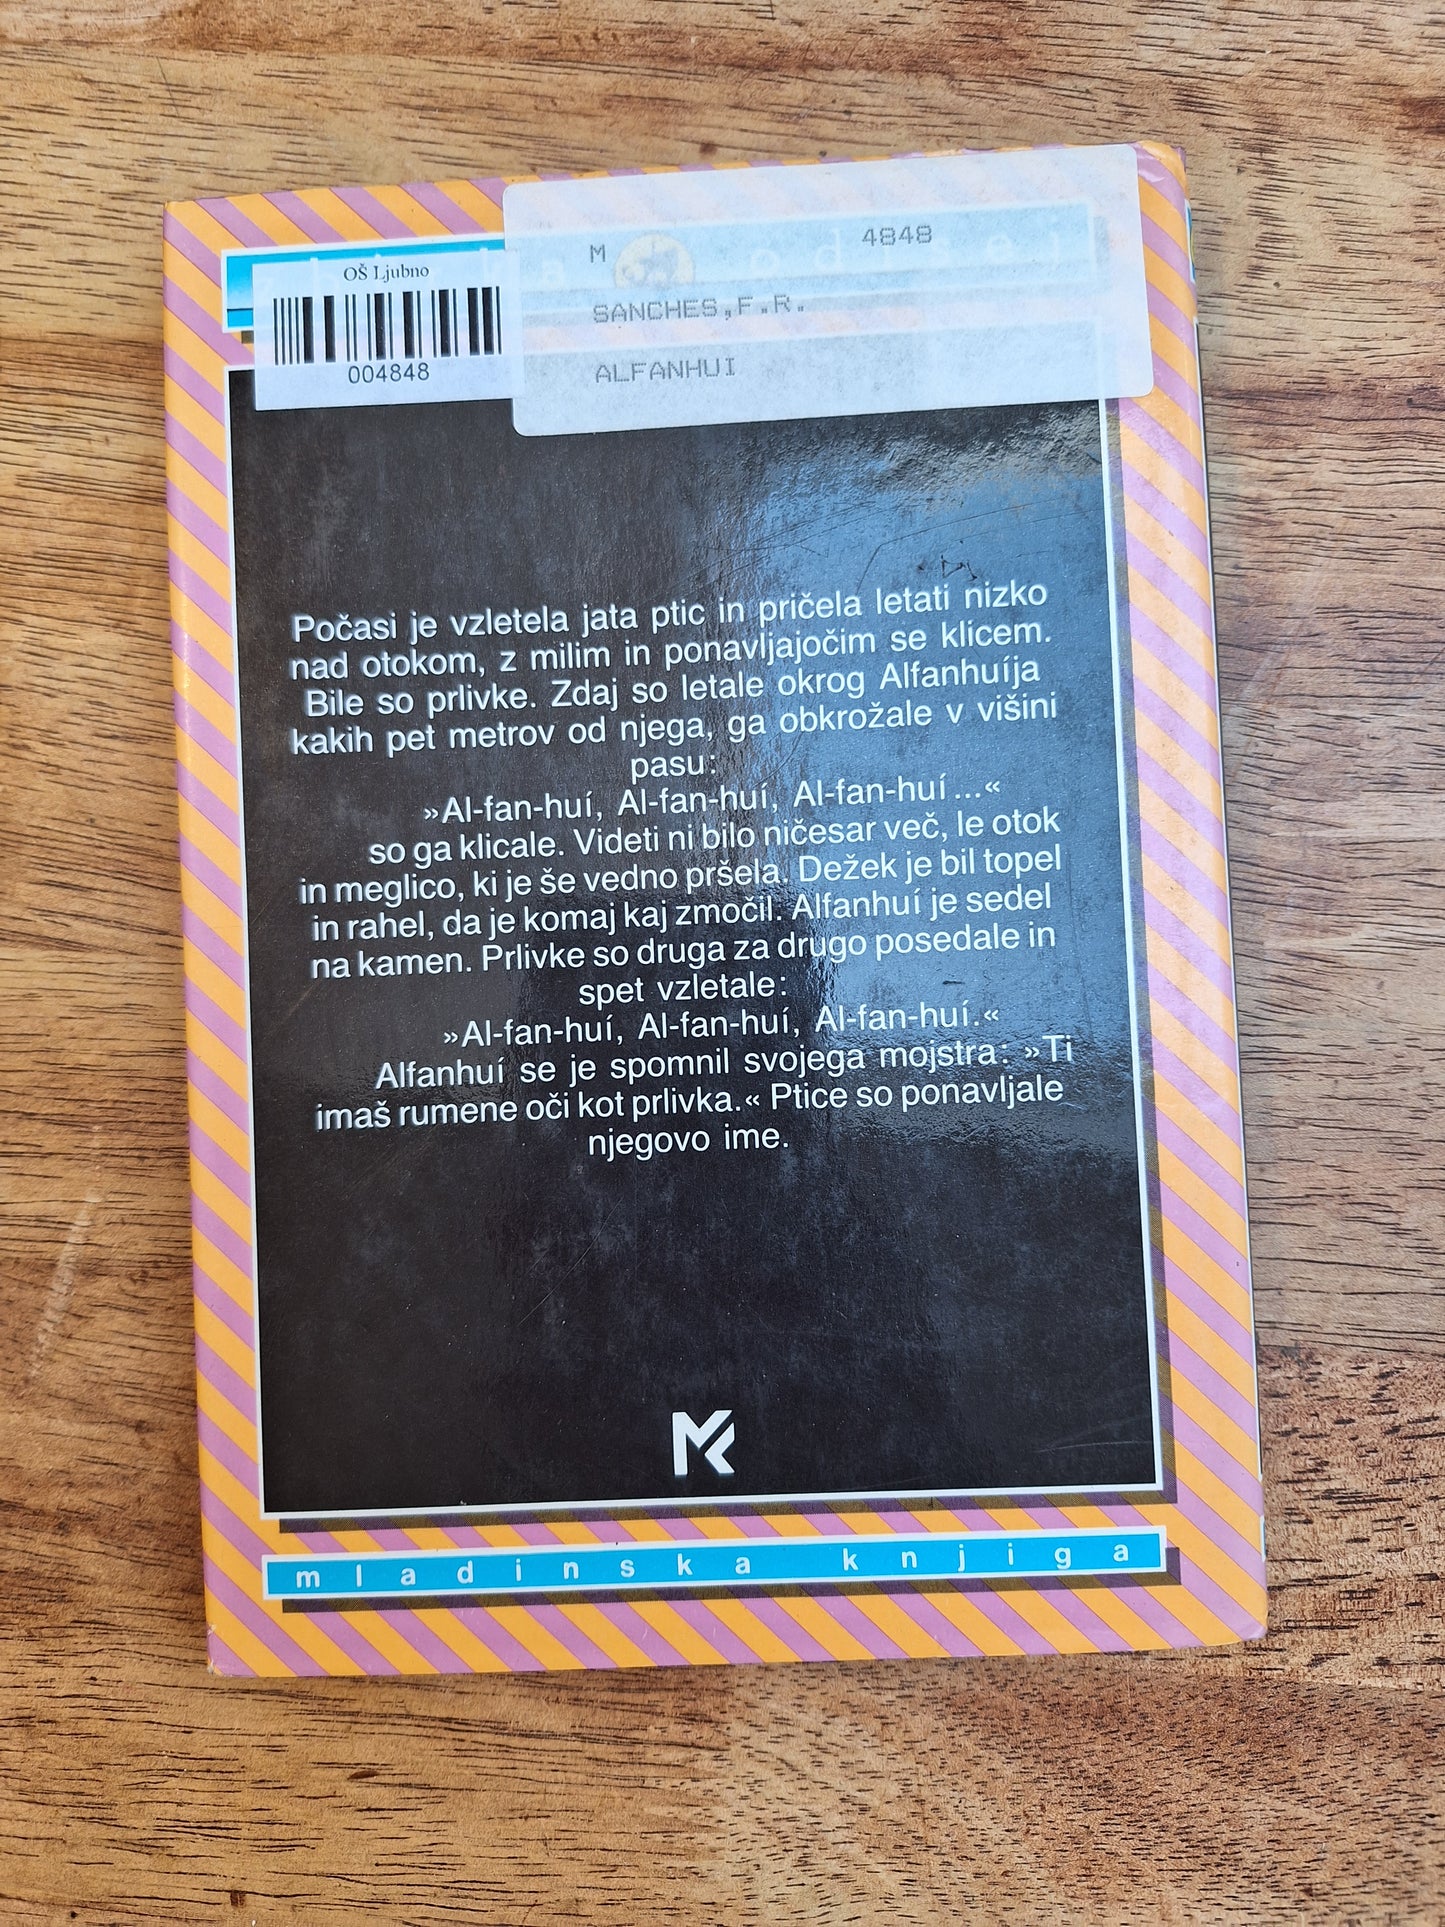 OŠ Ljubno
004848
M 4848
SANCHES,F.R.
ALFANHUI
Počasi je vzletela jata ptic in pričela letati nizko
nad otokom, z milim in ponavljajočim se klicem.
Bile so prlivke. Zdaj so letale okrog Alfanhuíja
kakih pet metrov od njega, ga obkrožale v višini
pasu:
»Al-fan-huí, Al-fan-huí, Al-fan-huí...«
so ga klicale. Videti ni bilo ničesar več, le otok
in meglico, ki je še vedno pršela. Dežek je bil topel
in rahel, da je komaj kaj zmočil. Alfanhuí je sedel
na kamen. Prlivke so druga za drugo posedale in
spet vzletale:
»Al-fan-huí, Al-fan-huí, Al-fan-huí.«
Alfanhuí se je spomnil svojega mojstra: »Ti
imaš rumene oči kot prlivka.« Ptice so ponavljale
njegovo ime.
MK
mladinska knjiga